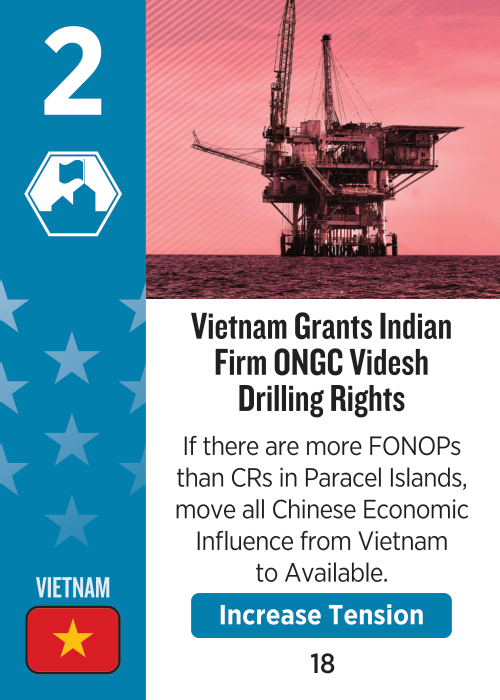 2
Vietnam Grants Indian
Firm ONGC Videsh
Drilling Rights
If there are more FONOPs
than CRs in Paracel Islands,
move all Chinese Economic
Influence from Vietnam
to Available.
Increase Tension
18
VIETNAM